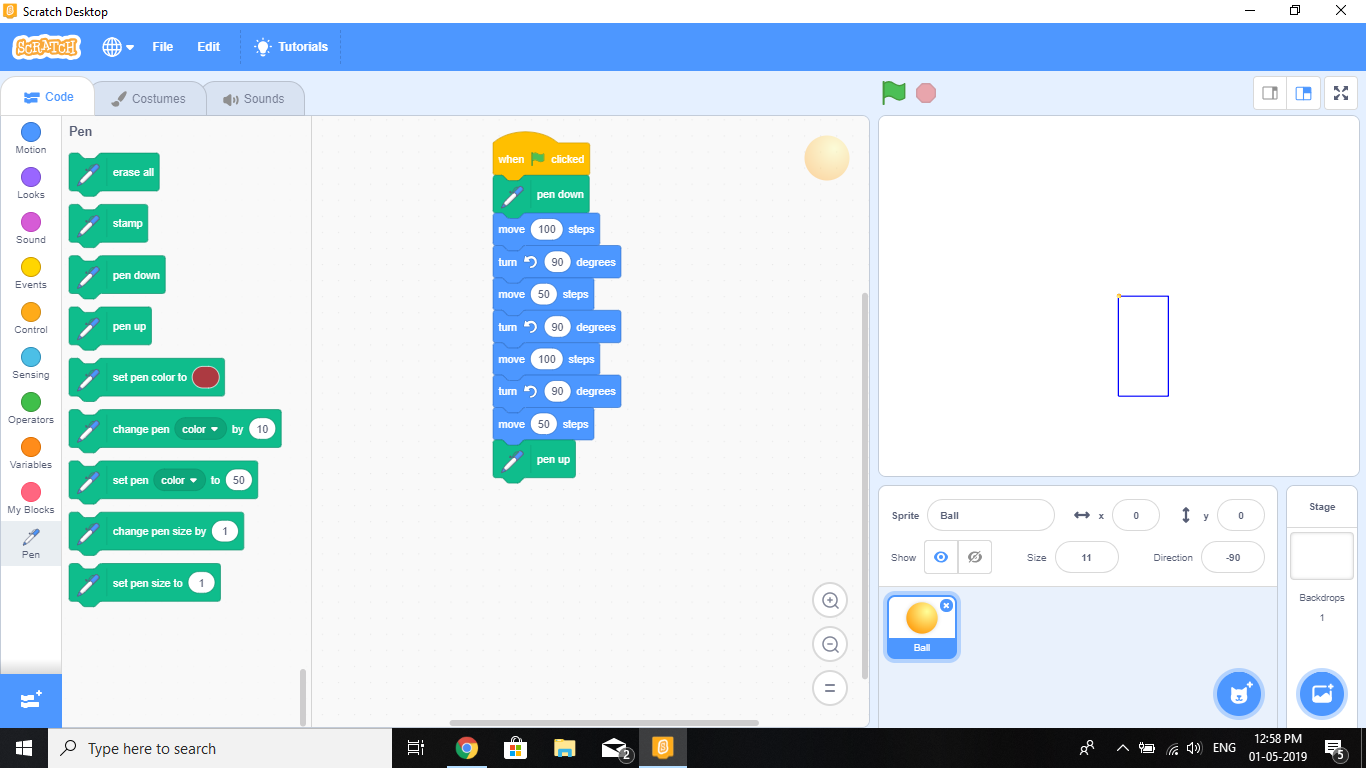 Scratch Desktop
SCRATCH
File
Edit
Tutorials
Code
Costumes
Sounds
Motion
Looks
Sound
Events
Control
Sensing
Operators
Variables
My Blocks
Pen
Pen
erase all
stamp
pen down
pen up
set pen color to
change pen color by 10
set pen color to 50
change pen size by 1
set pen size to 1
when clicked
pen down
move 100 steps
turn 90 degrees
move 50 steps
turn 90 degrees
move 100 steps
turn 90 degrees
move 50 steps
pen up
Sprite Ball x 0 y 0
Show Size 11 Direction -90
Ball
Stage
Backdrops
1
Type here to search
2
ENG
12:58 PM
01-05-2019
5